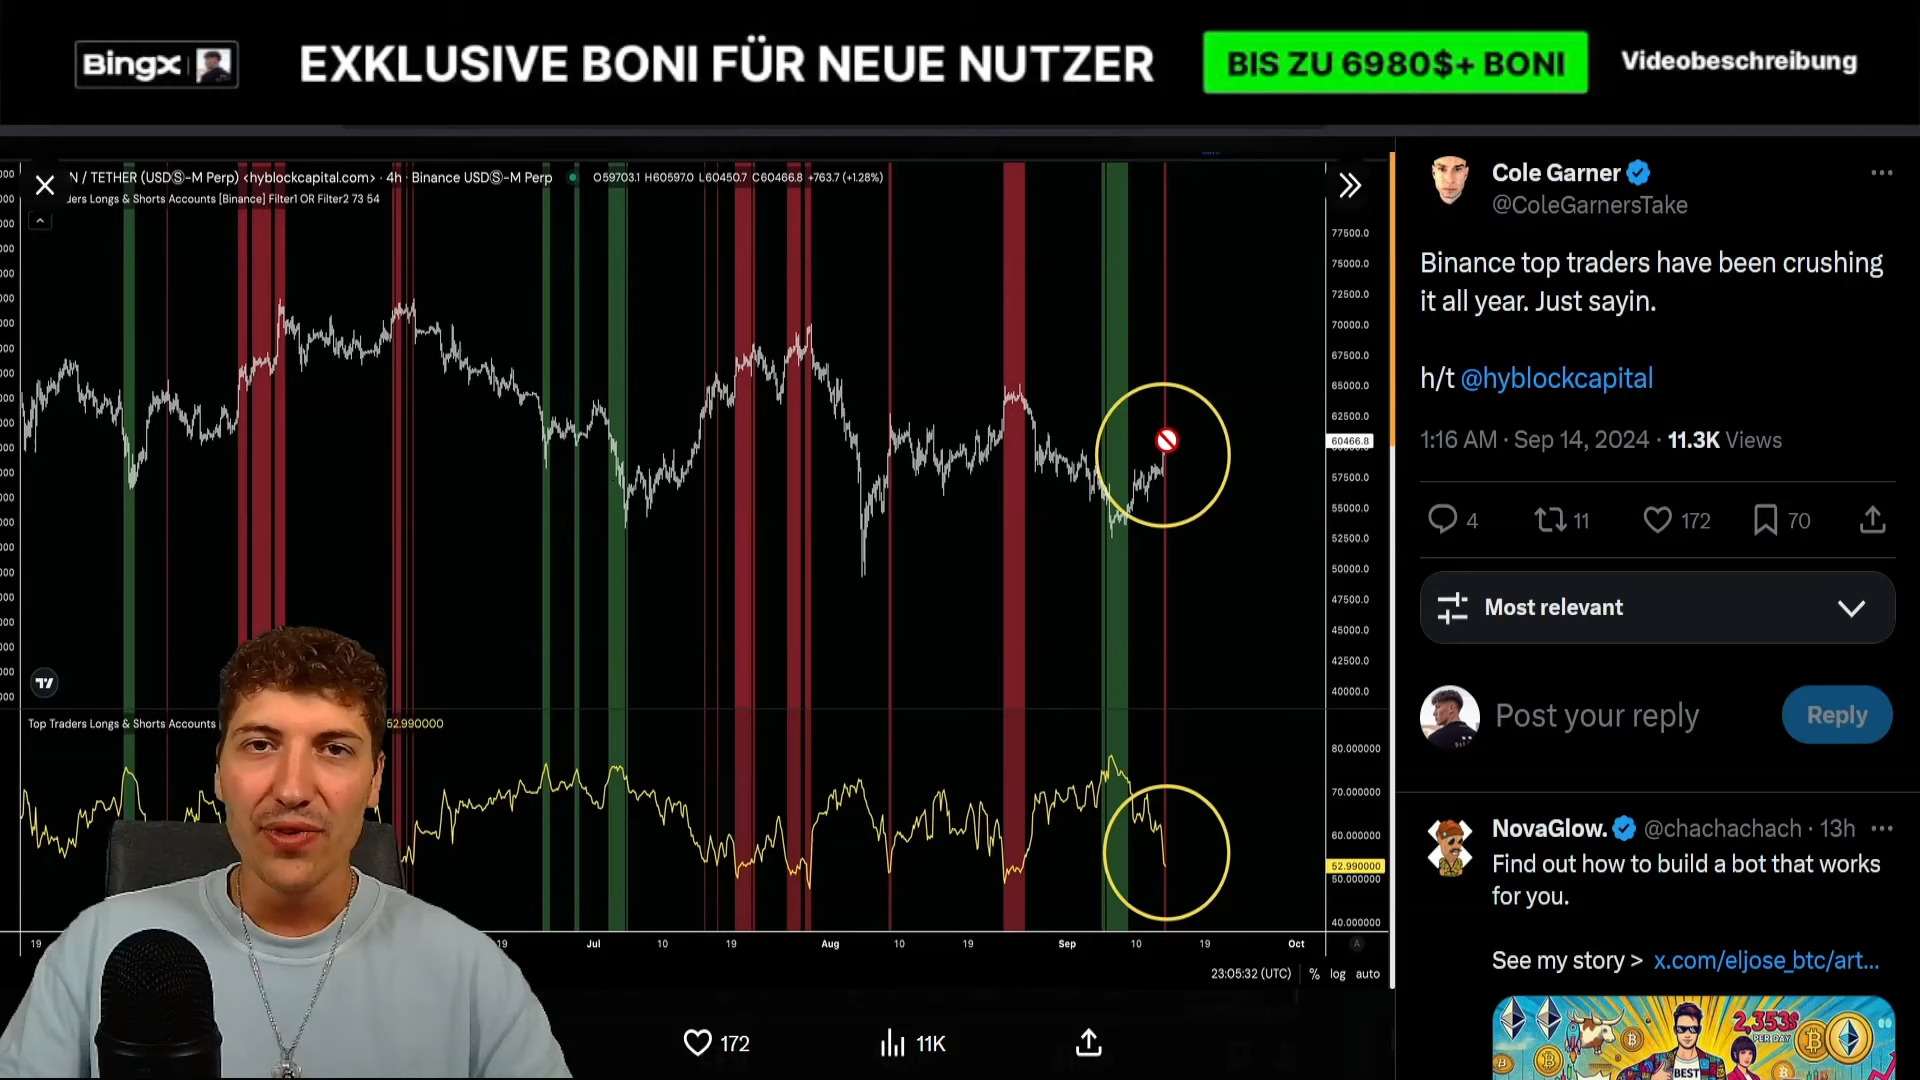 Bingx
EXKLUSIVE BONI FÜR NEUE NUTZER
BIS ZU 6980$+ BONI
Videobeschreibung
N / TETHER (USDⓈ-M Perp) <hyblockcapital.com> · 4h · Binance USDⓈ-M Perp
O59703.1 H60597.0 L60450.7 C60466.8 +763.7 (+1.28%)
ders Longs & Shorts Accounts [Binance] Filter1 OR Filter2 73 54
77500.0
75000.0
72500.0
70000.0
67500.0
65000.0
62500.0
60466.8
57500.0
55000.0
52500.0
50000.0
47500.0
45000.0
42500.0
40000.0
Top Traders Longs & Shorts Accounts
52.990000
80.000000
70.000000
60.000000
52.990000
50.000000
40.000000
19
19
Jul
10
19
Aug
10
19
Sep
10
19
Oct
A
23:05:32 (UTC)
%
log
auto
172
11K
Cole Garner
@ColeGarnersTake
Binance top traders have been crushing
it all year. Just sayin.
h/t @hyblockcapital
1:16 AM · Sep 14, 2024 · 11.3K Views
4
11
172
70
Most relevant
Post your reply
Reply
NovaGlow. @chachachach · 13h
Find out how to build a bot that works
for you.
See my story > x.com/eljose_btc/art...
2,353$
PER DAY
BEST